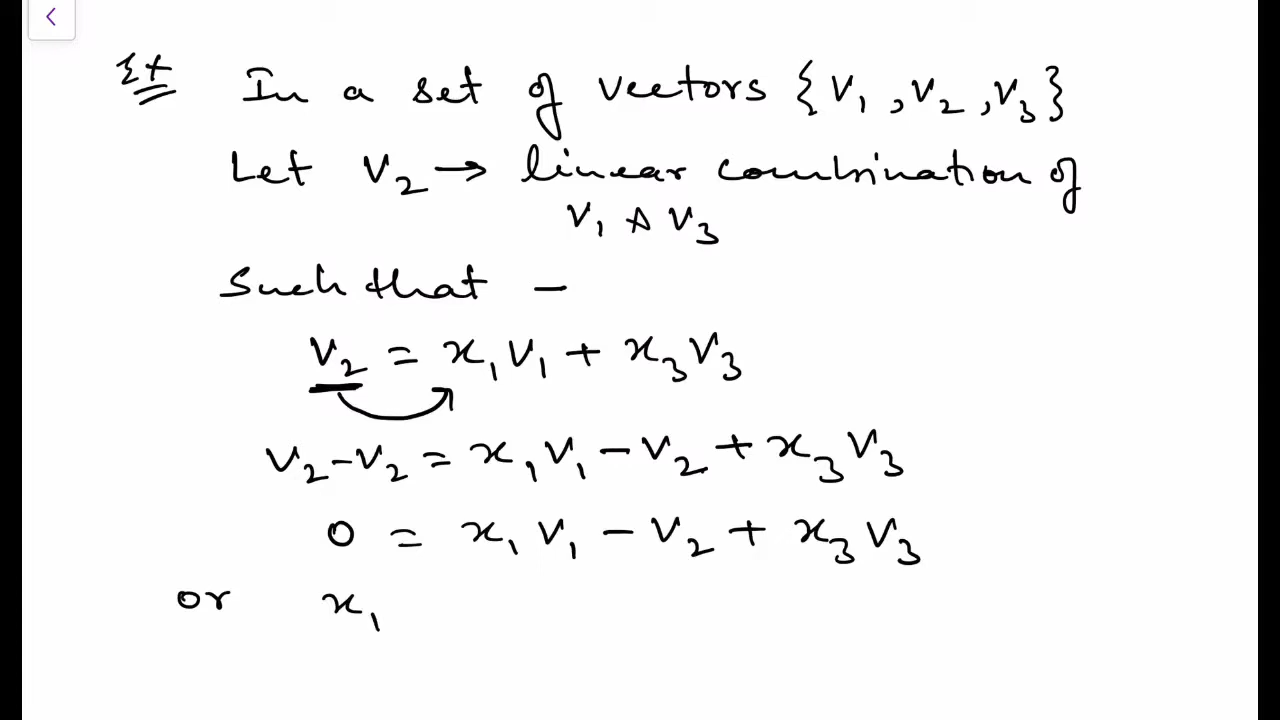 Ex In a set of vectors {V₁, V₂, V₃}
Let V₂ → linear combination of
V₁ & V₃
Such that –
V₂ = x₁V₁ + x₃V₃
V₂-V₂ = x₁V₁ - V₂ + x₃V₃
0 = x₁V₁ - V₂ + x₃V₃
or x₁